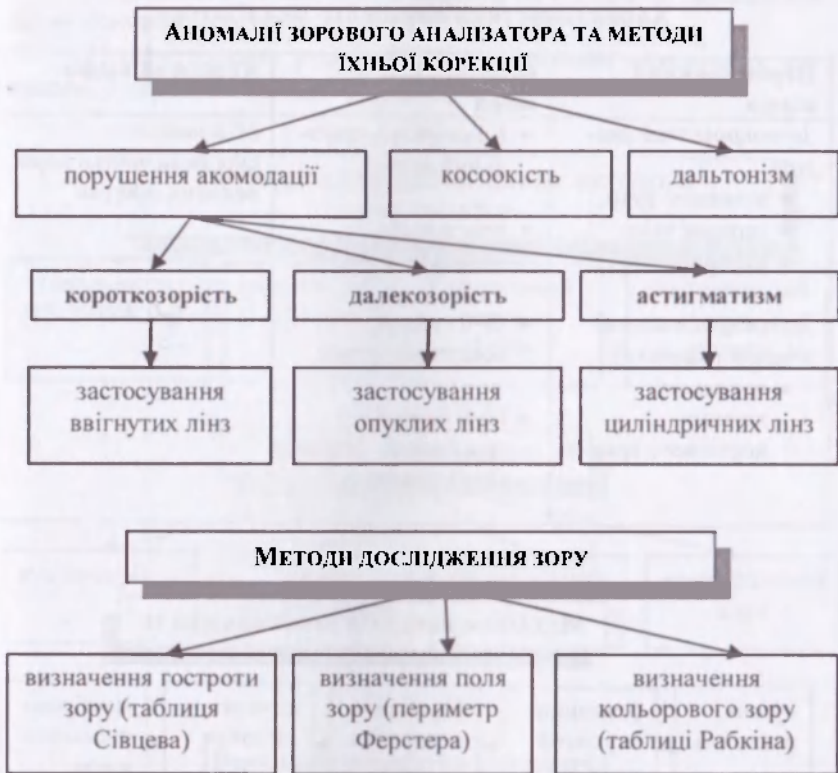 АНОМАЛІЇ ЗОРОВОГО АНАЛІЗАТОРА ТА МЕТОДИ
ЇХНЬОЇ КОРЕКЦІЇ
порушення акомодації
косоокість
дальтонізм
короткозорість
далекозорість
астигматизм
застосування
ввігнутих лінз
застосування
опуклих лінз
застосування
циліндричних лінз
МЕТОДИ ДОСЛІДЖЕННЯ ЗОРУ
визначення гостроти
зору (таблиця
Сівцева)
визначення поля
зору (периметр
Ферстера)
визначення
кольорового зору
(таблиці Рабкіна)